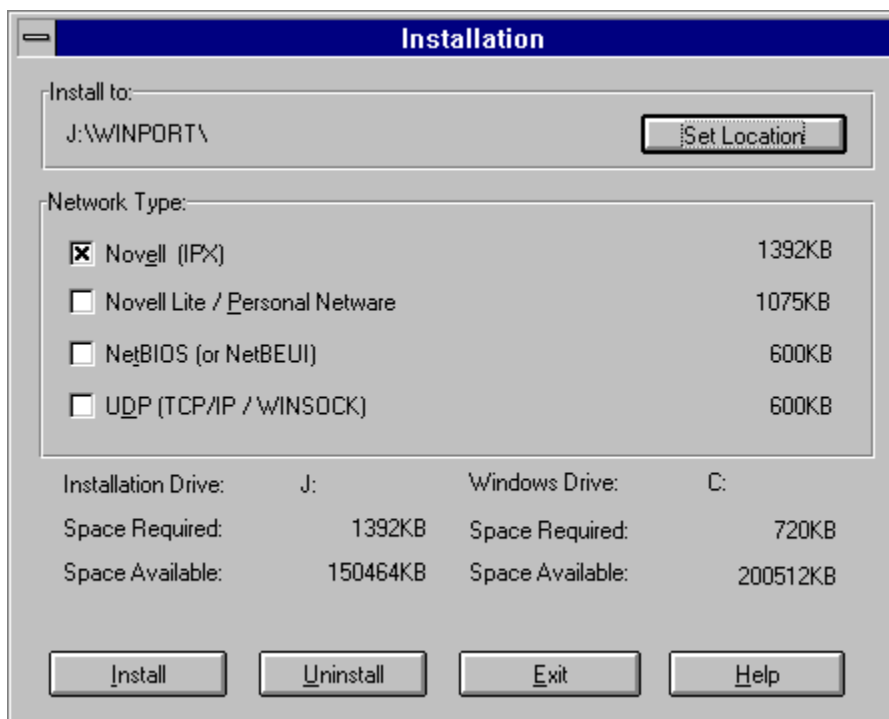 Installation
Install to:
J:\WINPORT\ Set Location
Network Type:
Novell (IPX) 1392KB
Novell Lite / Personal Netware 1075KB
NetBIOS (or NetBEUI) 600KB
UDP (TCP/IP / WINSOCK) 600KB
Installation Drive: J: Windows Drive: C:
Space Required: 1392KB Space Required: 720KB
Space Available: 150464KB Space Available: 200512KB
Install Uninstall Exit Help